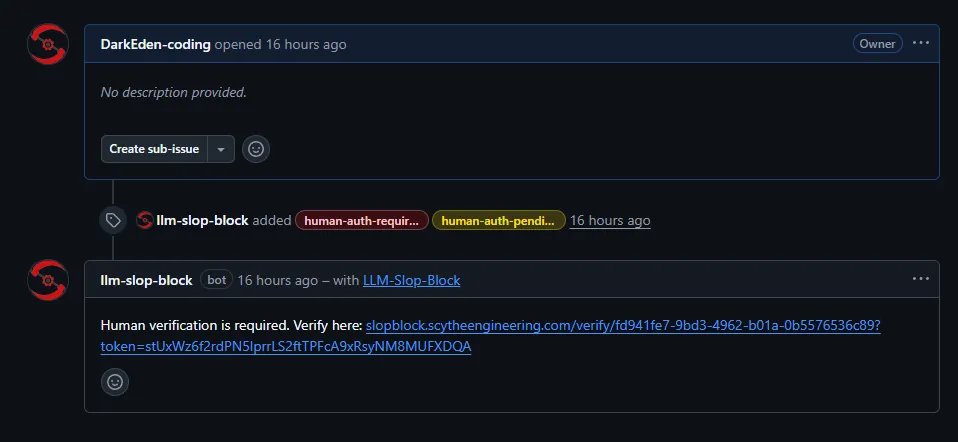 DarkEden-coding opened 16 hours ago Owner
No description provided.
Create sub-issue
llm-slop-block added human-auth-requir... human-auth-pendi... 16 hours ago
llm-slop-block bot 16 hours ago – with LLM-Slop-Block
Human verification is required. Verify here: slopblock.scytheengineering.com/verify/fd941fe7-9bd3-4962-b01a-0b5576536c89?
token=stUxWz6f2rdPN5IprrLS2ftTPFcA9xRsyNM8MUFXDQA